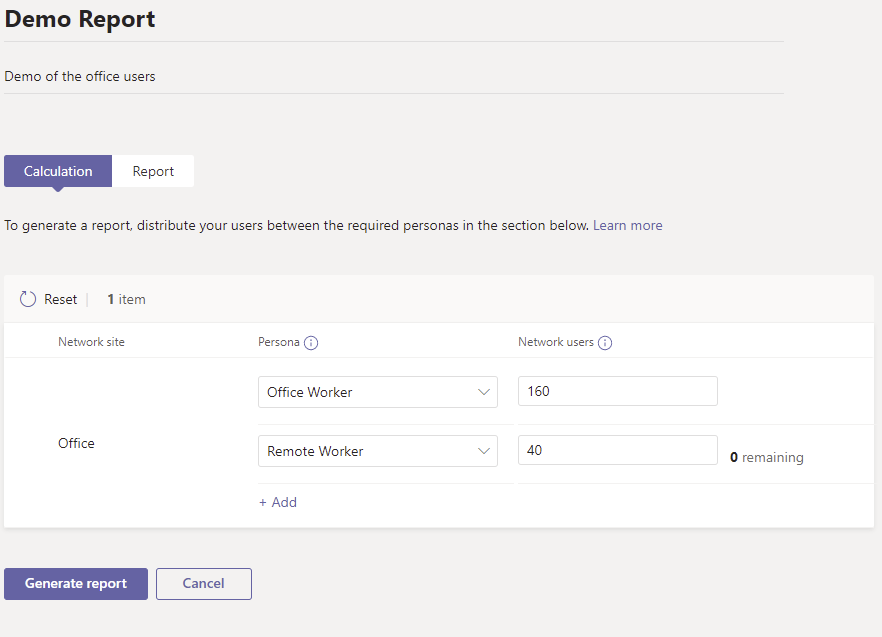 Demo Report
Demo of the office users
Calculation Report
To generate a report, distribute your users between the required personas in the section below. Learn more
Reset 1 item
Network site Persona Network users
Office Worker 160
Office
Remote Worker 40 0 remaining
+ Add
Generate report Cancel